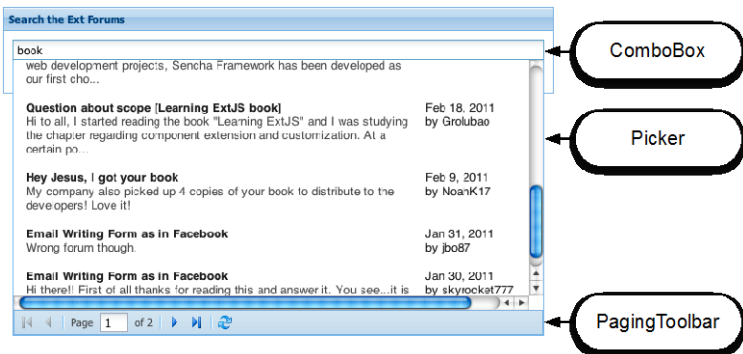 Search the Ext Forums
book
ComboBox
web development projects, Sencha Framework has been developed as
our first cho...
Question about scope [Learning ExtJS book] Feb 18, 2011
Hi to all, I started reading the book "Learning ExtJS" and I was studying by Grolubao
the chapter regarding component extension and customization. At a
certain po...
Picker
Hey Jesus, I got your book Feb 9, 2011
My company also picked up 4 copies of your book to distribute to the by NoanK17
developers! Love it!
Email Writing Form as in Facebook Jan 31, 2011
Wrong forum though. by jbo87
Email Writing Form as in Facebook Jan 30, 2011
Hi there!! First of all thanks for reading this and answer it. You see...it is by skyrocket777
Page 1 of 2
PagingToolbar